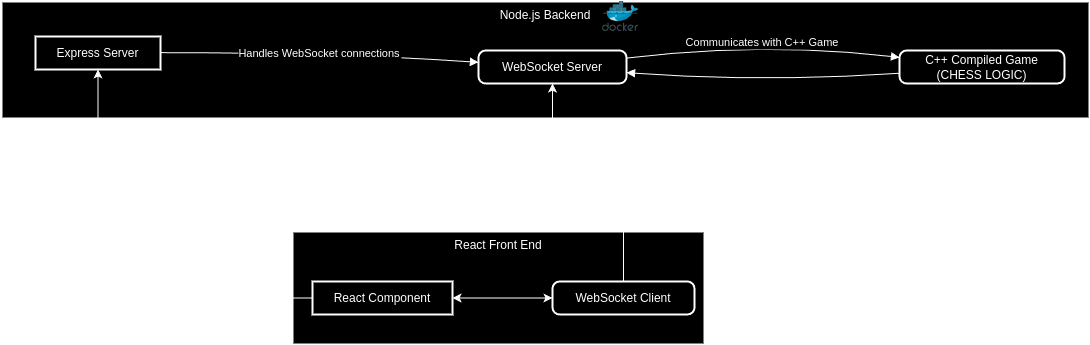 Node.js Backend
docker
Express Server
Handles WebSocket connections
WebSocket Server
Communicates with C++ Game
C++ Compiled Game
(CHESS LOGIC)
React Front End
React Component
WebSocket Client